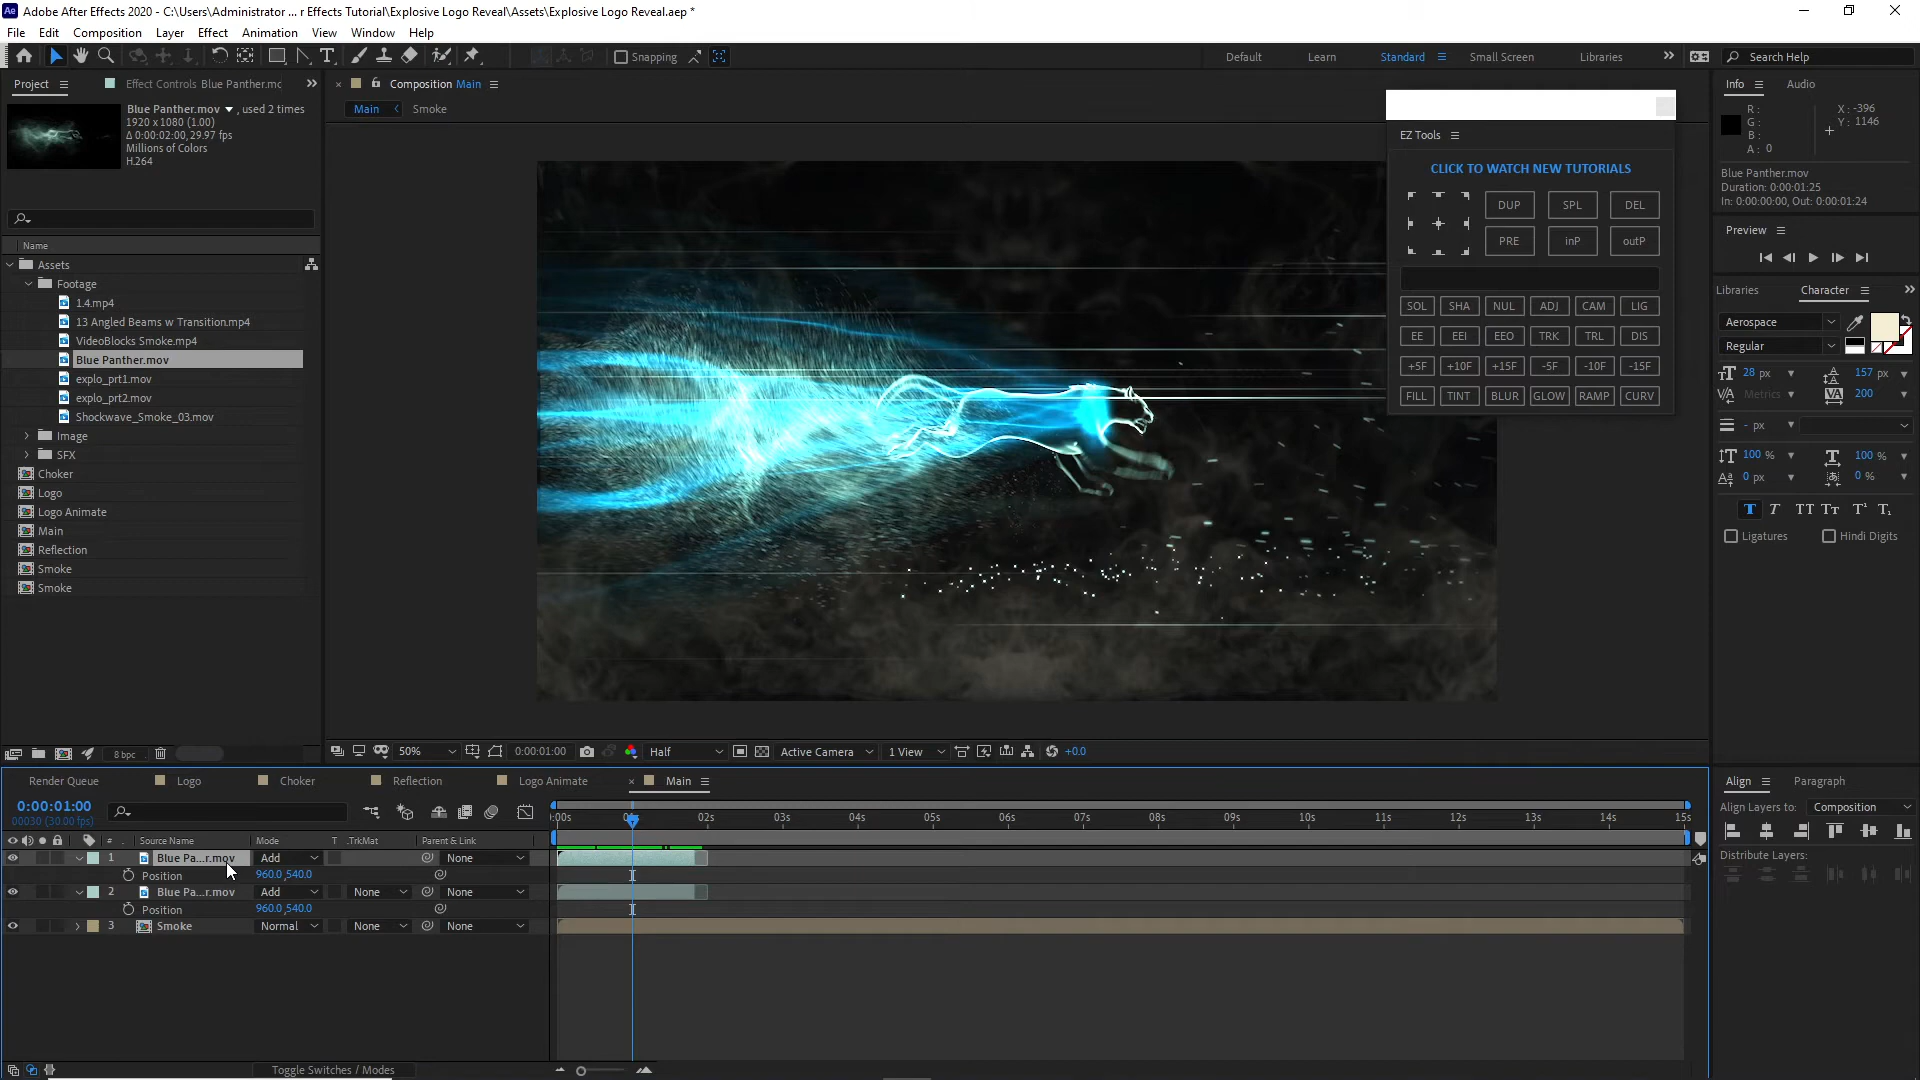 Adobe After Effects 2020 - C:\Users\Administrator ... r Effects Tutorial\Explosive Logo Reveal\Assets\Explosive Logo Reveal.aep *
File Edit Composition Layer Effect Animation View Window Help
Snapping
Default Learn Standard Small Screen Libraries
Search Help
Project Effect Controls Blue Panther.mc
Blue Panther.mov , used 2 times
1920 x 1080 (1.00)
Δ 0:00:02:00, 29.97 fps
Millions of Colors
H.264
Name
Assets
Footage
1.4.mp4
13 Angled Beams w Transition.mp4
VideoBlocks Smoke.mp4
Blue Panther.mov
explo_prt1.mov
explo_prt2.mov
Shockwave_Smoke_03.mov
Image
SFX
Choker
Logo
Logo Animate
Main
Reflection
Smoke
Smoke
8 bpc
Composition Main
Main Smoke
EZ Tools
CLICK TO WATCH NEW TUTORIALS
DUP SPL DEL
PRE inP outP
SOL SHA NUL ADJ CAM LIG
EE EEI EEO TRK TRL DIS
+5F +10F +15F -5F -10F -15F
FILL TINT BLUR GLOW RAMP CURV
50% 0:00:01:00 Half Active Camera 1 View +0.0
Info Audio
R : X : -396
G : Y : 1146
B :
A : 0
Blue Panther.mov
Duration: 0:00:01:25
In: 0:00:00:00, Out: 0:00:01:24
Preview
Libraries Character
Aerospace
Regular
28 px 157 px
Metrics 200
- px
100 % 100 %
0 px 0 %
T T TT Tт T¹ T₁
Ligatures Hindi Digits
Align Paragraph
Align Layers to: Composition
Distribute Layers:
Render Queue Logo Choker Reflection Logo Animate Main
0:00:01:00
00030 (30.00 fps)
# Source Name Mode T .TrkMat Parent & Link
1 Blue Pa...r.mov Add None
Position 960.0,540.0
2 Blue Pa...r.mov Add None None
Position 960.0,540.0
3 Smoke Normal None None
:00s 02s 03s 04s 05s 06s 07s 08s 09s 10s 11s 12s 13s 14s 15s
Toggle Switches / Modes